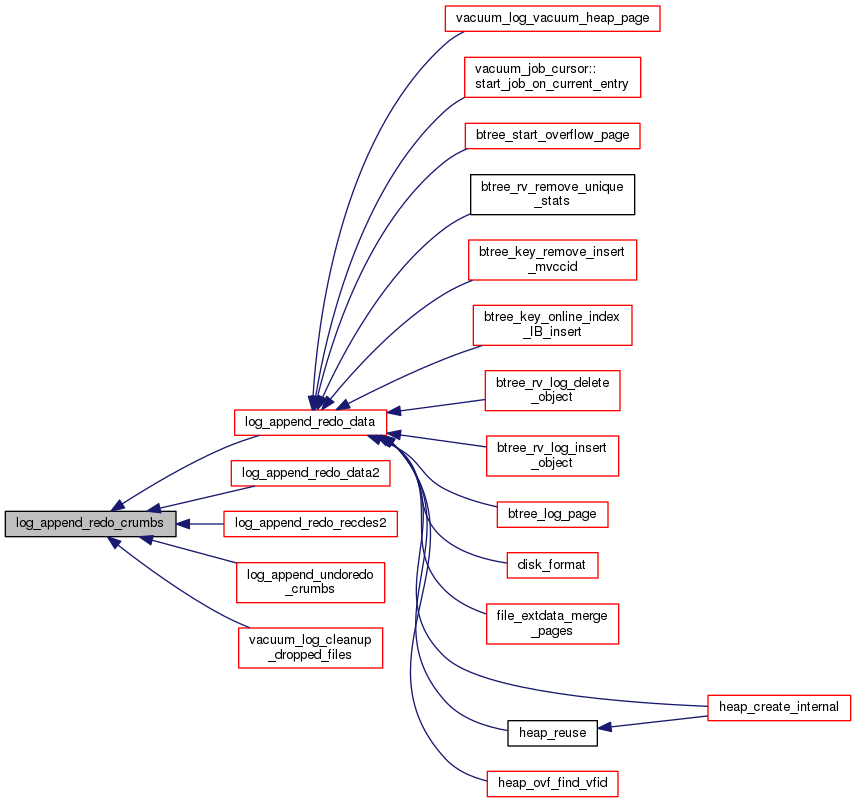 vacuum_log_vacuum_heap_page
vacuum_job_cursor::
start_job_on_current_entry
btree_start_overflow_page
btree_rv_remove_unique
_stats
btree_key_remove_insert
_mvccid
btree_key_online_index
_IB_insert
btree_rv_log_delete
_object
log_append_redo_data
btree_rv_log_insert
_object
log_append_redo_data2
btree_log_page
log_append_redo_crumbs
log_append_redo_recdes2
disk_format
log_append_undoredo
_crumbs
file_extdata_merge
_pages
vacuum_log_cleanup
_dropped_files
heap_create_internal
heap_reuse
heap_ovf_find_vfid